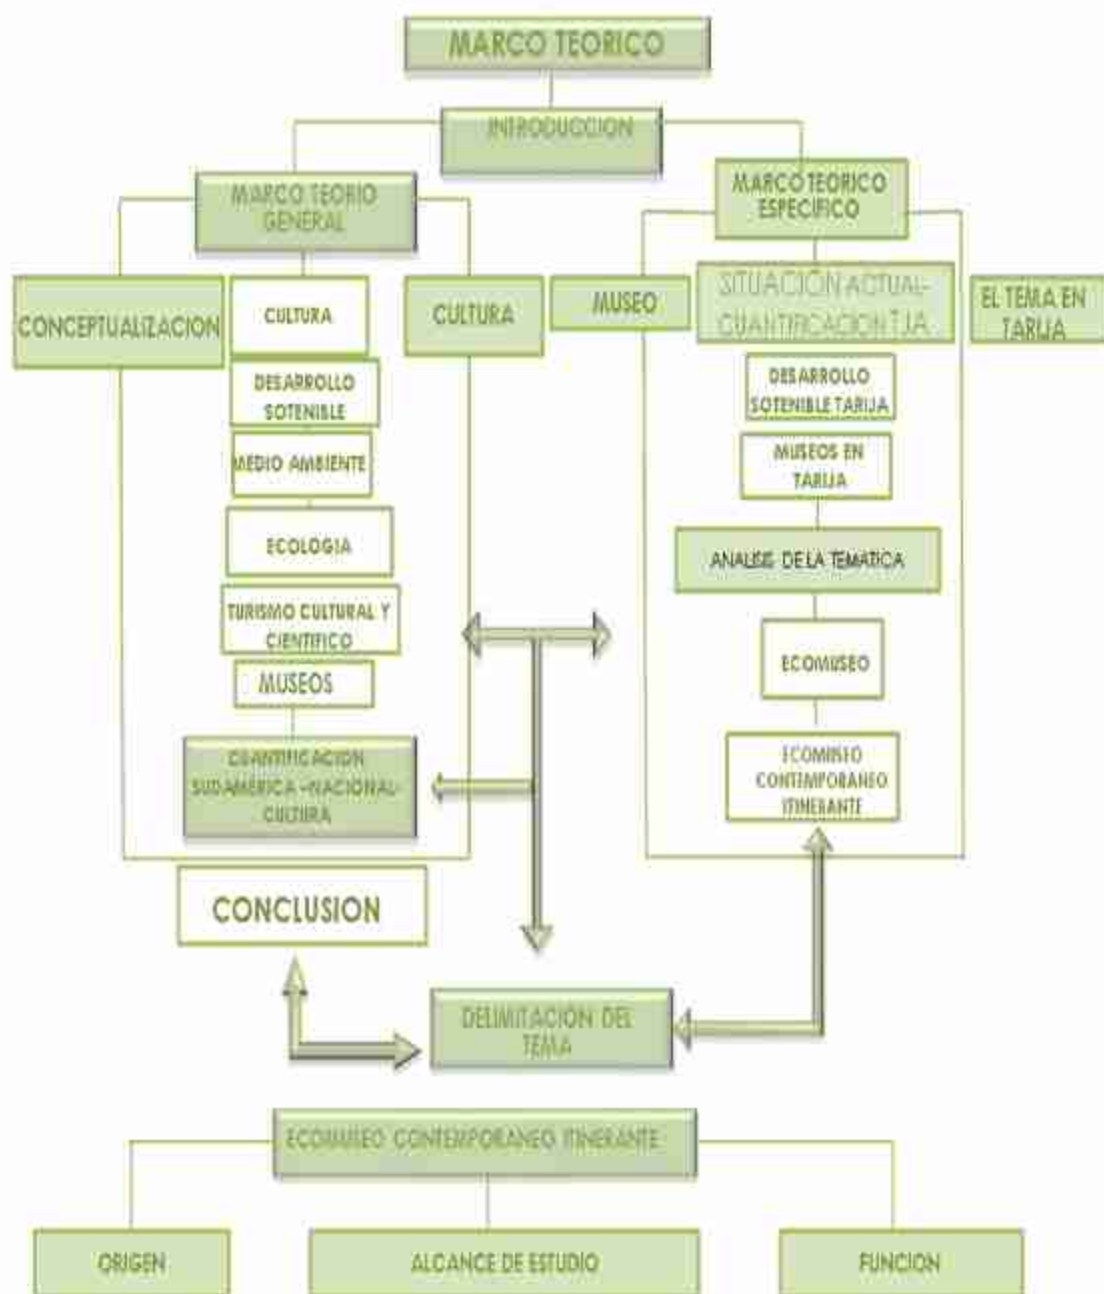 MARCO TEORICO
INTRODUCCION
MARCO TEORIO
GENERAL
MARCO TEORICO
ESPECIFICO
CONCEPTUALIZACION
CULTURA
CULTURA
MUSEO
SITUACIÓN ACTUAL-
CUANTIFICACION TJA
EL TEMA EN
TARIJA
DESARROLLO
SOTENIBLE
MEDIO AMBIENTE
ECOLOGIA
TURISMO CULTURAL Y
CIENTIFICO
MUSEOS
CUANTIFICACION
SUDAMÉRICA –NACIONAL-
CULTURA
DESARROLLO
SOTENIBLE TARIJA
MUSEOS EN
TARIJA
ANALISIS DE LA TEMATICA
ECOMUSEO
ECOMUSEO
CONTEMPORANEO
ITINERANTE
CONCLUSION
DELIMITACIÓN DEL
TEMA
ECOMUSEO CONTEMPORANEO ITINERANTE
ORIGEN
ALCANCE DE ESTUDIO
FUNCION